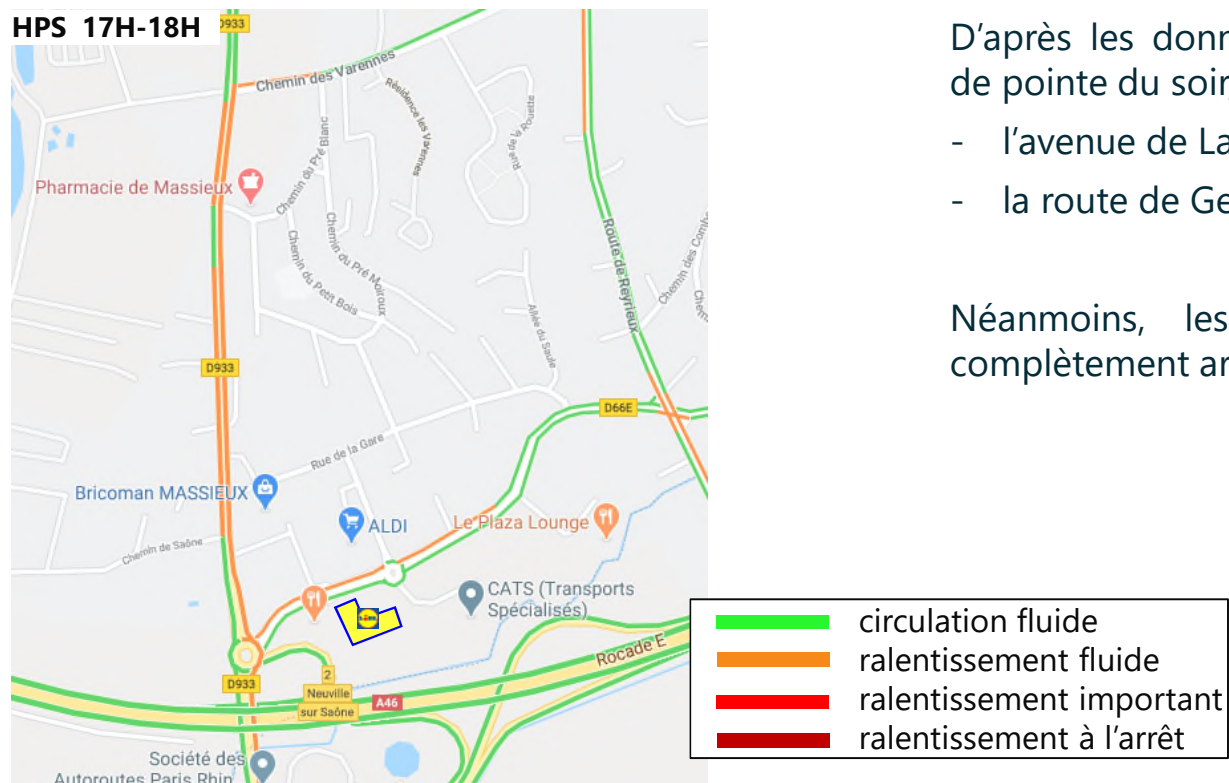 HPS 17H-18H
D933
Chemin des Varennes
Résidence les Varennes
Rue de la Rouette
Chemin du Pré Blanc
Pharmacie de Massieux
Chemin du Pré Moiroux
Chemin du Petit Bois
Route de Reyrieux
Chemin des Comb
Chem
Allée du Saule
D933
D66E
Rue de la Gare
Bricoman MASSIEUX
ALDI
Le Plaza Lounge
Chemin de Saône
CATS (Transports
Spécialisés)
LIDL
Rocade E
D933
2
Neuville
sur Saône
A46
Société des
Autoroutes Paris Rhin
D'après les donn
de pointe du soir,
- l'avenue de La
- la route de Ge
Néanmoins, les
complètement ar
circulation fluide
ralentissement fluide
ralentissement important
ralentissement à l'arrêt